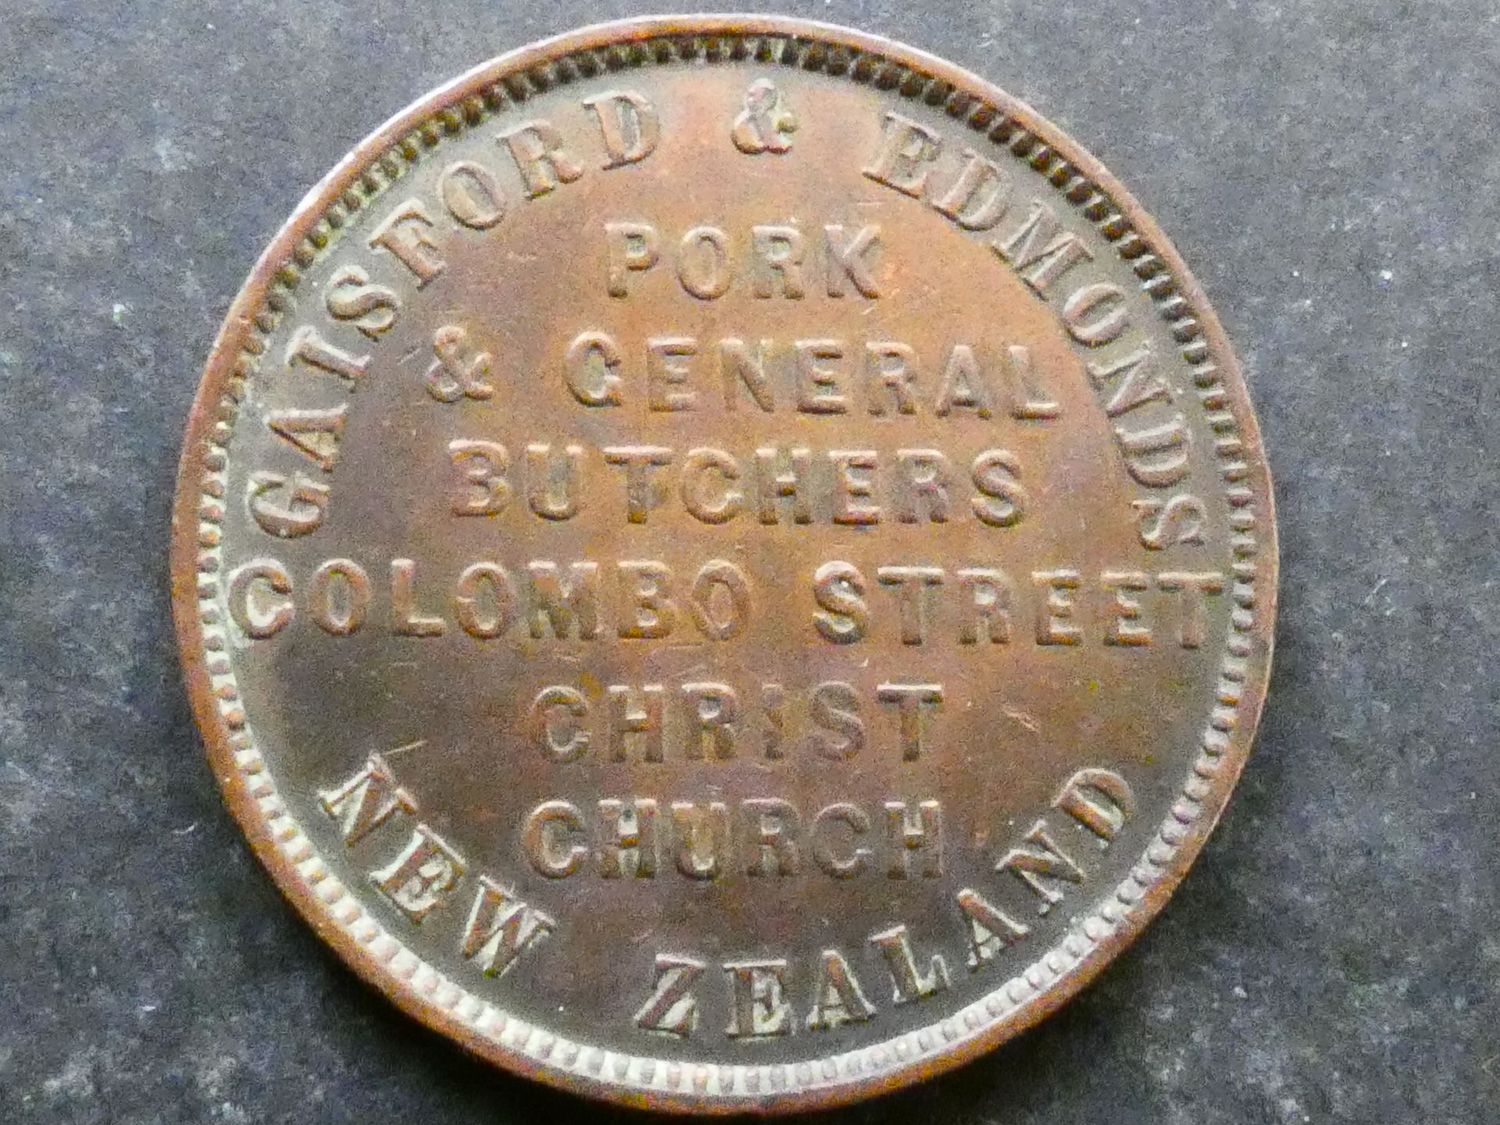 GAISFORD & EDMONDS
PORK
& GENERAL
BUTCHERS
COLOMBO STREET
CHRIST
CHURCH
NEW ZEALAND